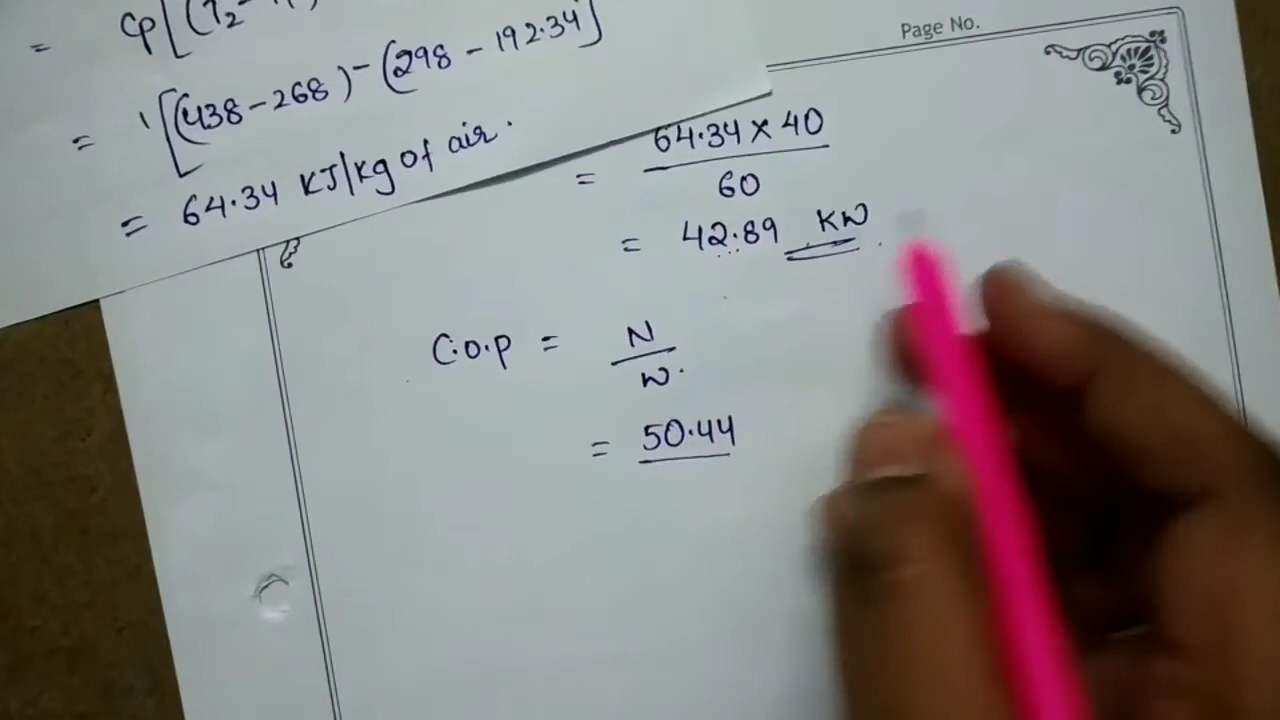 = Cp[(T2-
= 1[(438-268)-(298-192.34]
= 64.34 KJ/kg of air.
Page No.
= 64.34 x 40
60
= 42.89 KW
C.O.P = N
W.
= 50.44